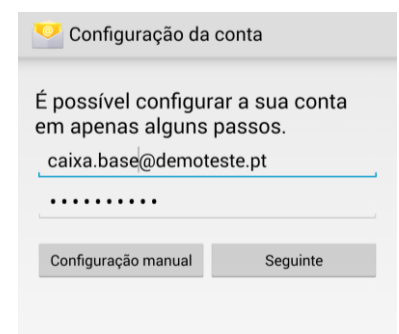 Configuração da conta
É possível configurar a sua conta
em apenas alguns passos.
caixa.base@demoteste.pt
••••••••••
Configuração manual Seguinte